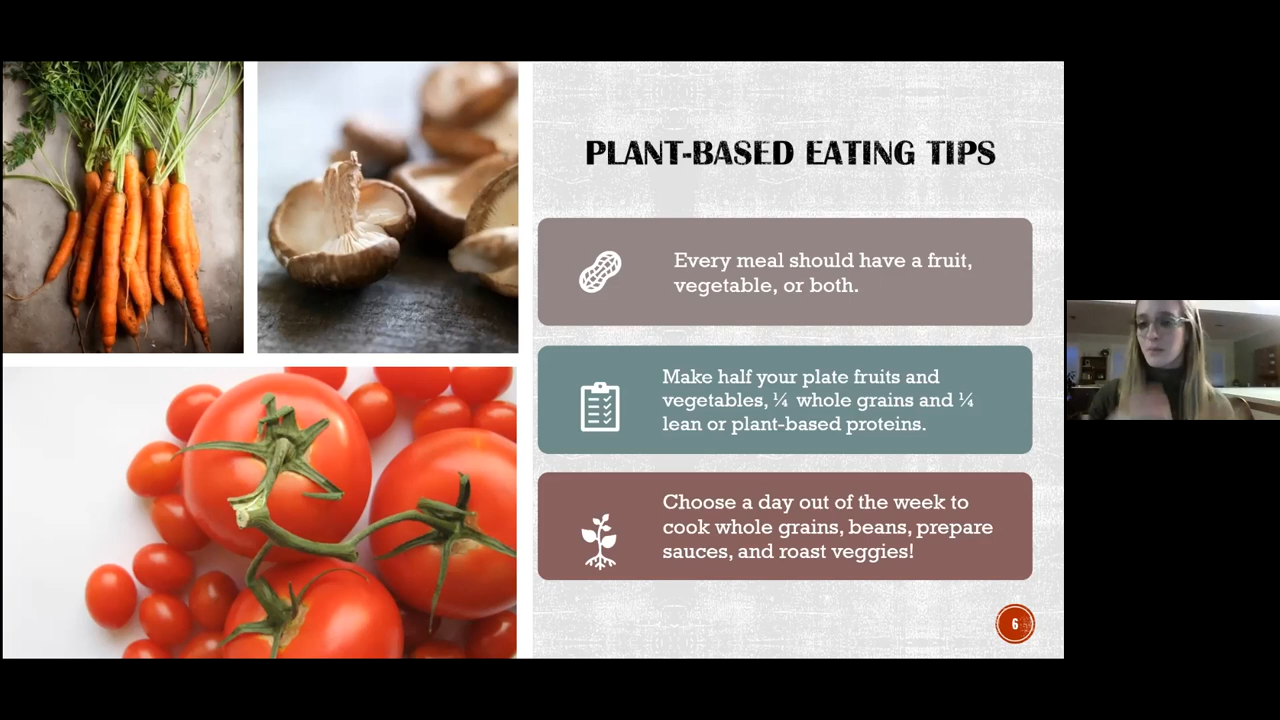 PLANT-BASED EATING TIPS
Every meal should have a fruit,
vegetable, or both.
Make half your plate fruits and
vegetables, ¼ whole grains and ¼
lean or plant-based proteins.
Choose a day out of the week to
cook whole grains, beans, prepare
sauces, and roast veggies!
6